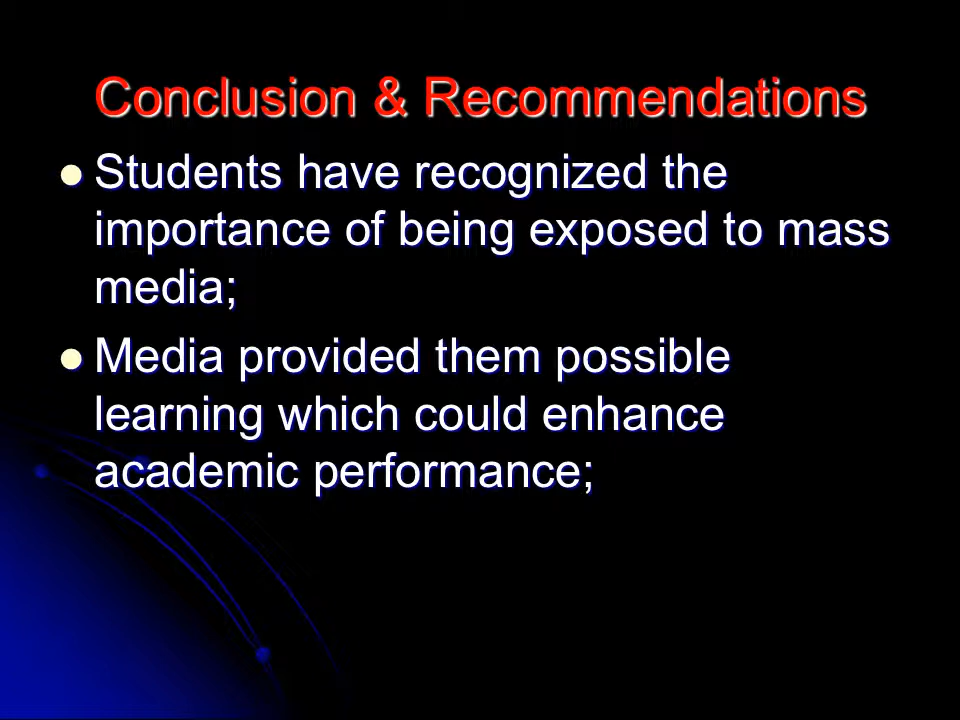 Conclusion & Recommendations
● Students have recognized the
importance of being exposed to mass
media;
● Media provided them possible
learning which could enhance
academic performance;